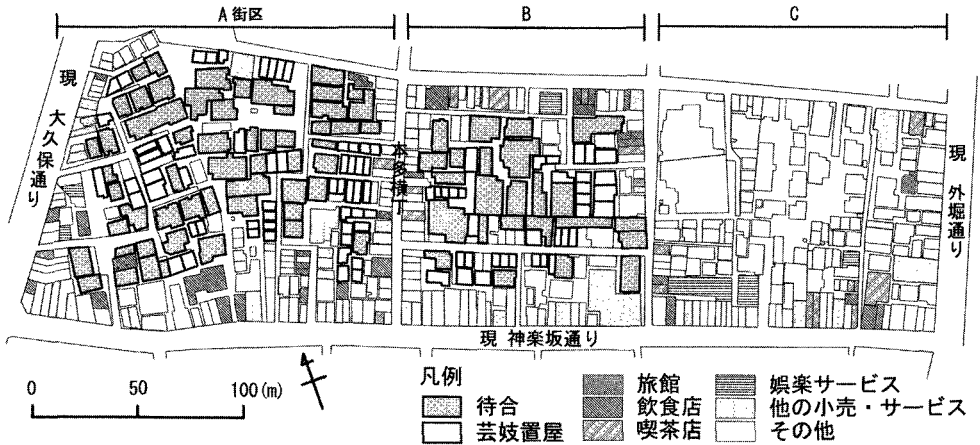 A 街区
B
C
現 大久保通り
本多横丁
現 外堀通り
現 神楽坂通り
0 50 100(m)
凡例
待合
芸妓置屋
旅館
飲食店
喫茶店
娯楽サービス
他の小売・サービス
その他